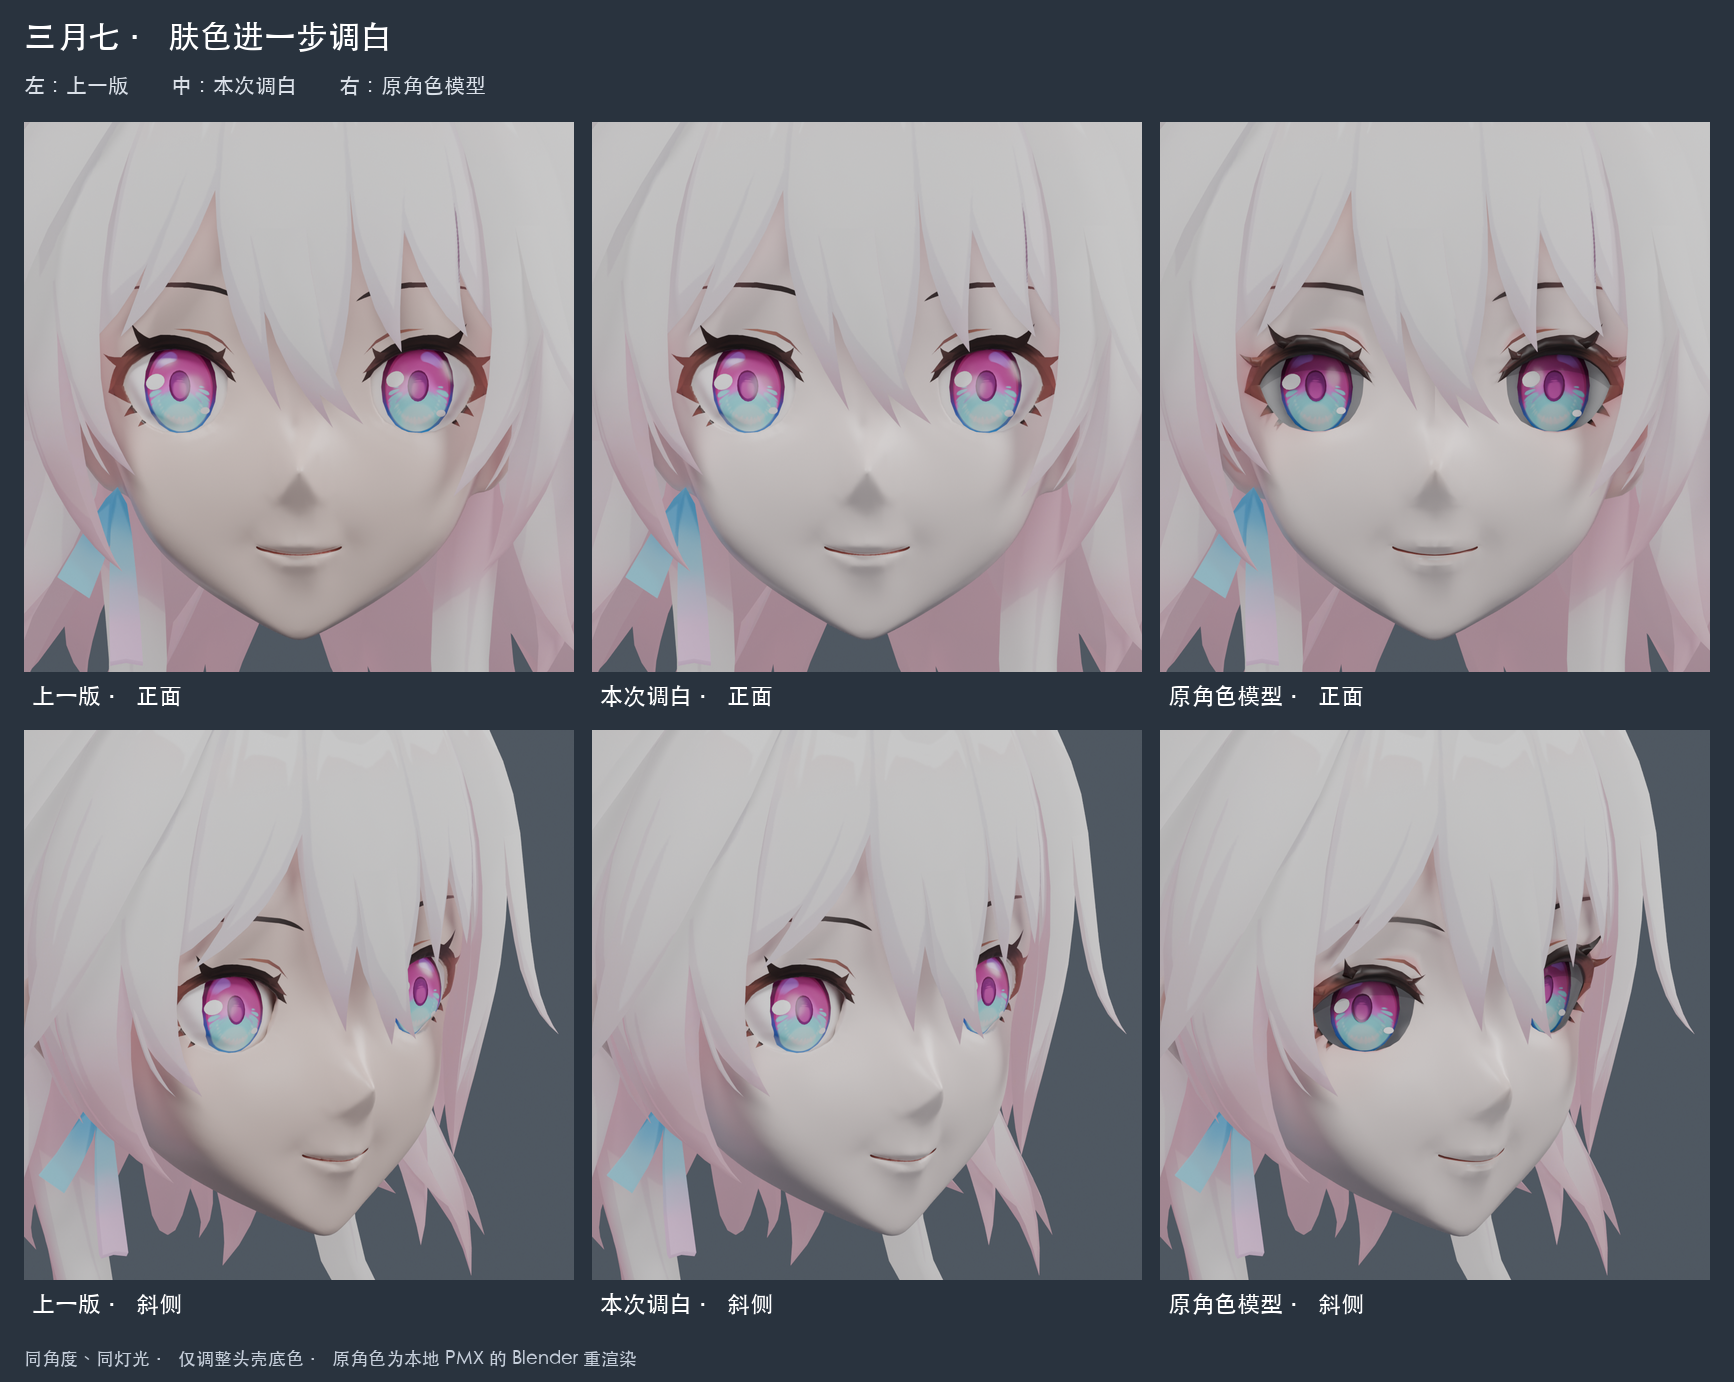 三月七 · 肤色进一步调白
左：上一版 中：本次调白 右：原角色模型
上一版 · 正面
本次调白 · 正面
原角色模型 · 正面
上一版 · 斜侧
本次调白 · 斜侧
原角色模型 · 斜侧
同角度、同灯光 · 仅调整头壳底色 · 原角色为本地 PMX 的 Blender 重渲染